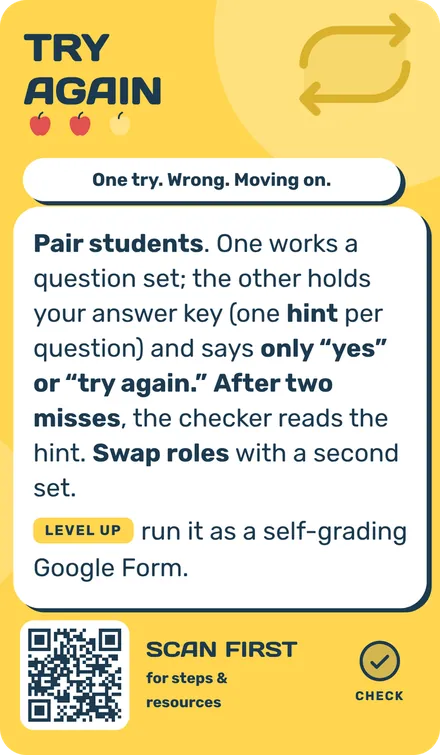 TRY
AGAIN
One try. Wrong. Moving on.
Pair students. One works a
question set; the other holds
your answer key (one hint per
question) and says only “yes”
or “try again.” After two
misses, the checker reads the
hint. Swap roles with a second
set.
LEVEL UP run it as a self-grading
Google Form.
SCAN FIRST
for steps &
resources
CHECK